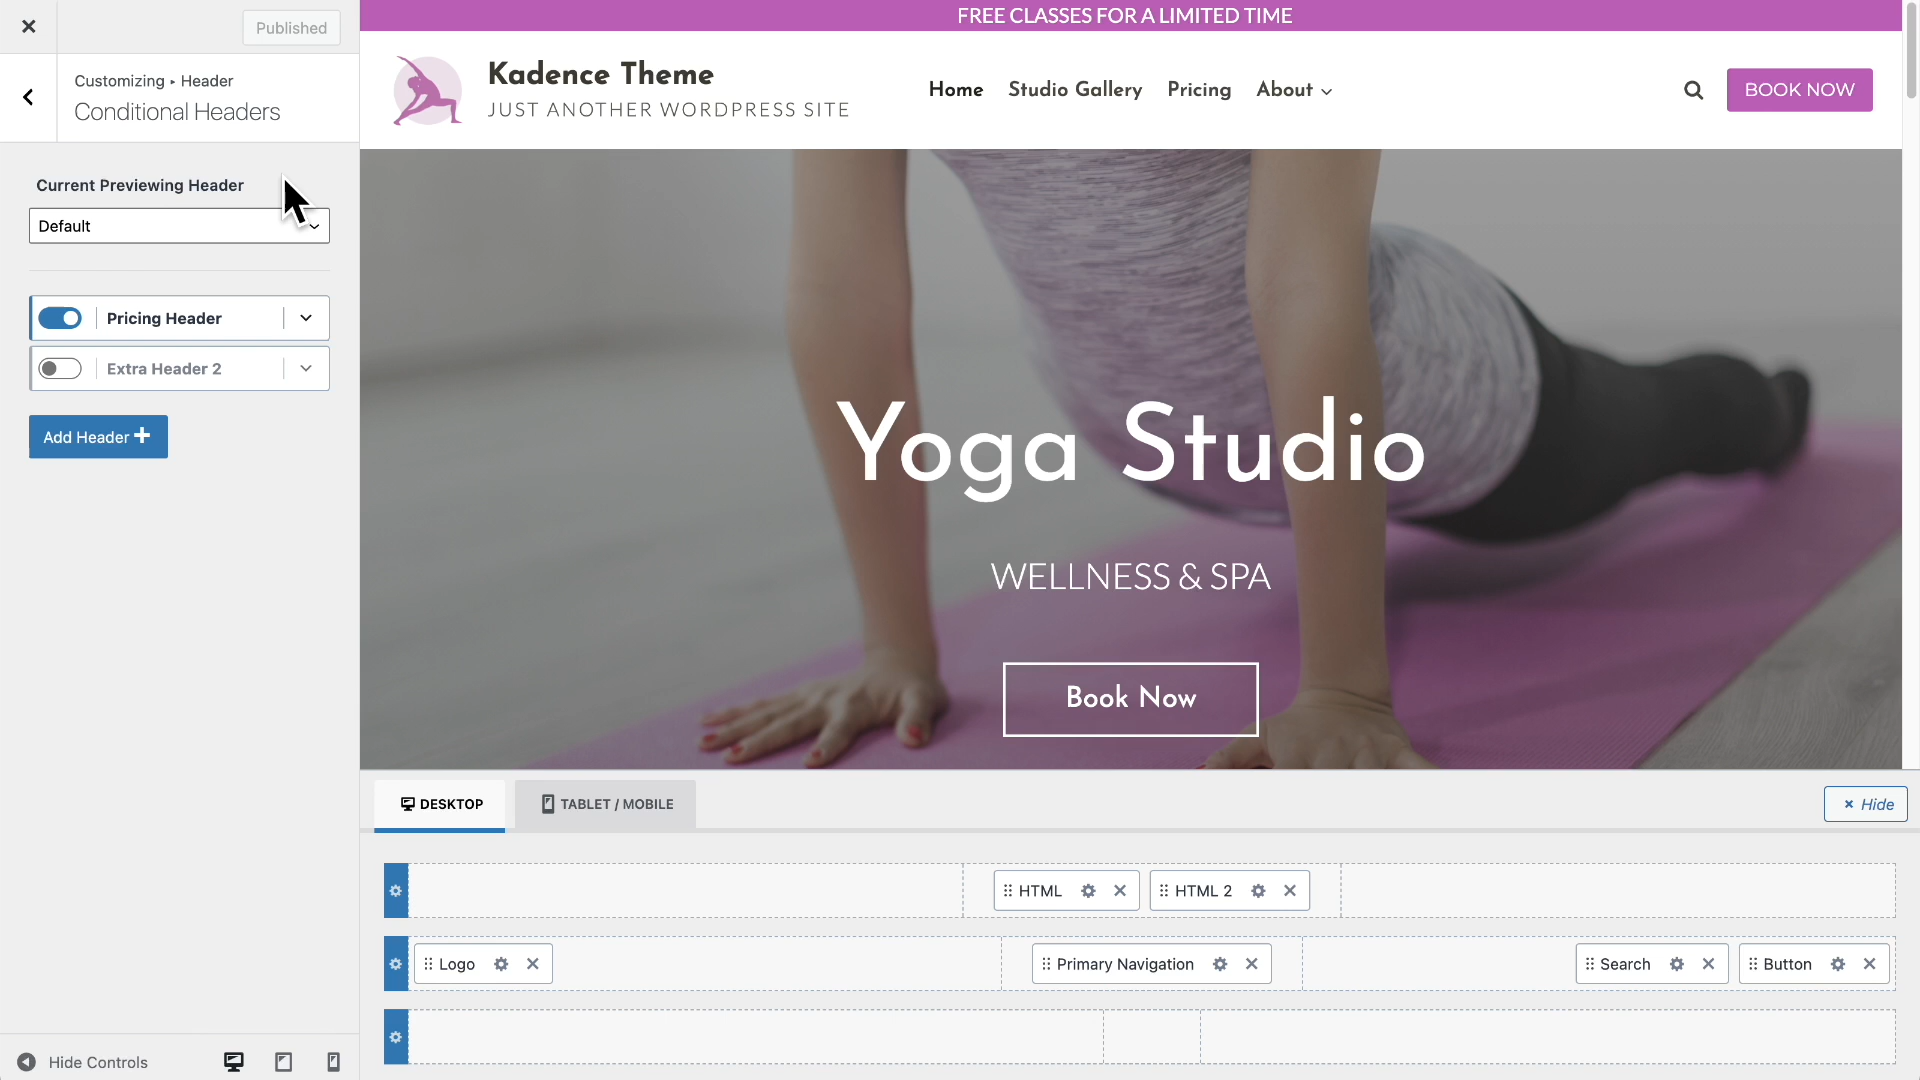 Published
Customizing ▸ Header
Conditional Headers
Current Previewing Header
Default
Pricing Header
Extra Header 2
Add Header
Hide Controls
FREE CLASSES FOR A LIMITED TIME
Kadence Theme
JUST ANOTHER WORDPRESS SITE
Home Studio Gallery Pricing About
BOOK NOW
Yoga Studio
WELLNESS & SPA
Book Now
DESKTOP TABLET / MOBILE
Hide
HTML HTML 2
Logo Primary Navigation Search Button